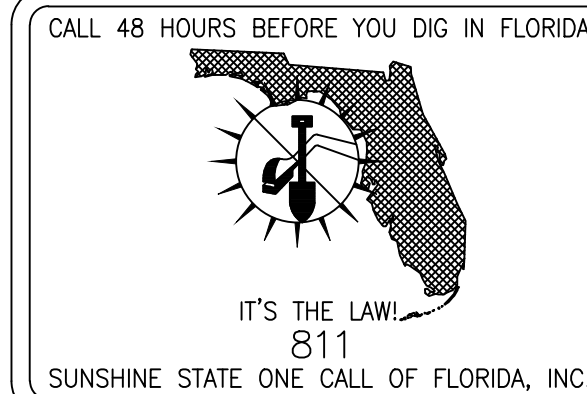 CALL 48 HOURS BEFORE YOU DIG IN FLORIDA
IT'S THE LAW!
811
SUNSHINE STATE ONE CALL OF FLORIDA, INC.